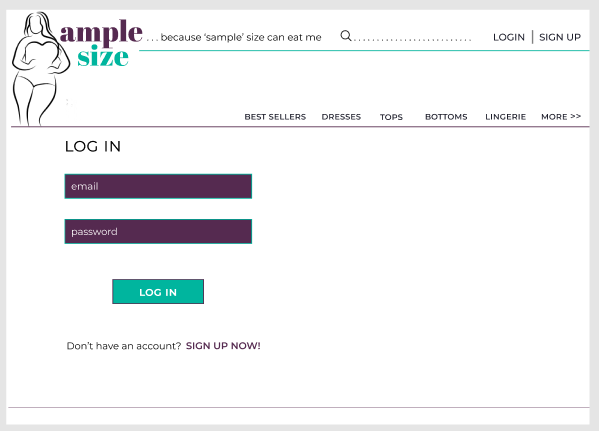 ample
size
... because ‘sample’ size can eat me
LOGIN | SIGN UP
BEST SELLERS DRESSES TOPS BOTTOMS LINGERIE MORE >>
LOG IN
email
password
LOG IN
Don’t have an account? SIGN UP NOW!